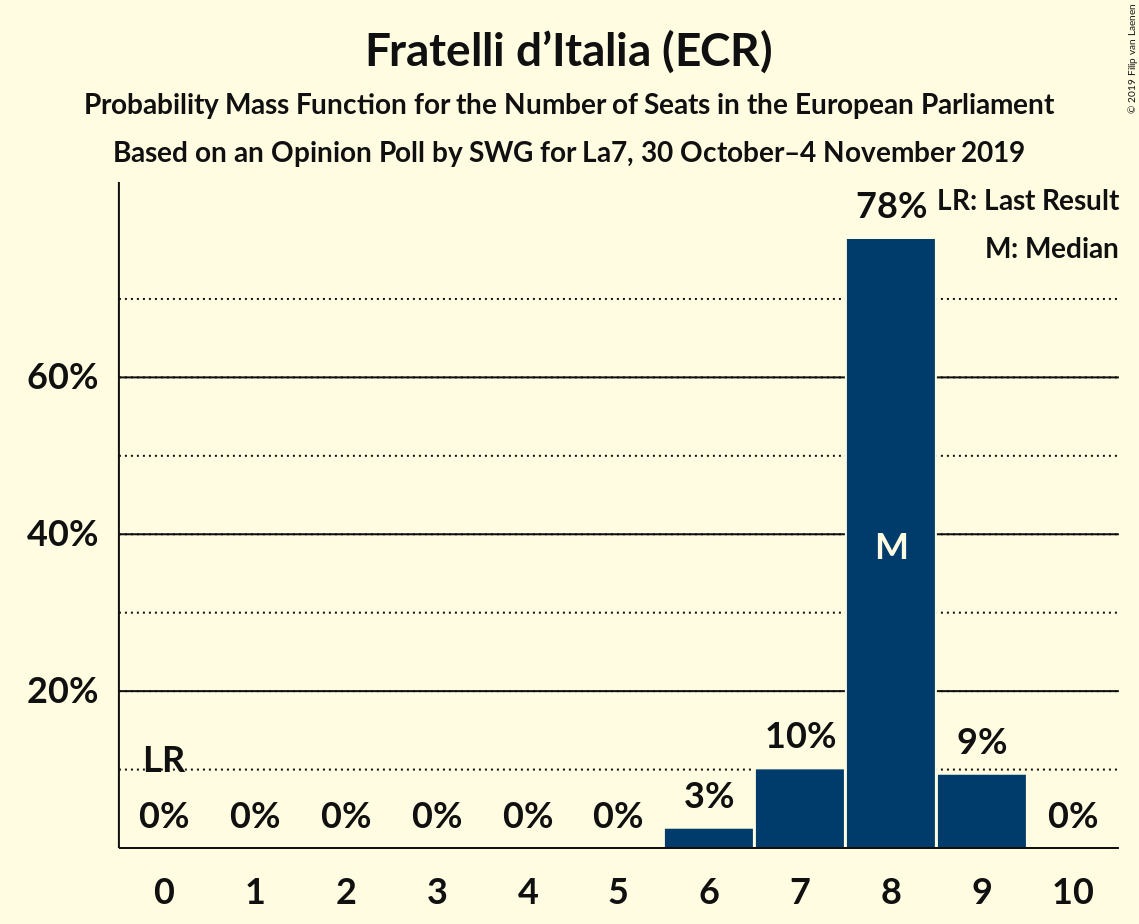 Fratelli d’Italia (ECR)
Probability Mass Function for the Number of Seats in the European Parliament
Based on an Opinion Poll by SWG for La7, 30 October–4 November 2019
© 2019 Filip van Laenen
LR: Last Result
M: Median
78%
60%
40%
M
20%
LR
0% 0% 0% 0% 0% 0% 3% 10% 9% 0%
0 1 2 3 4 5 6 7 8 9 10